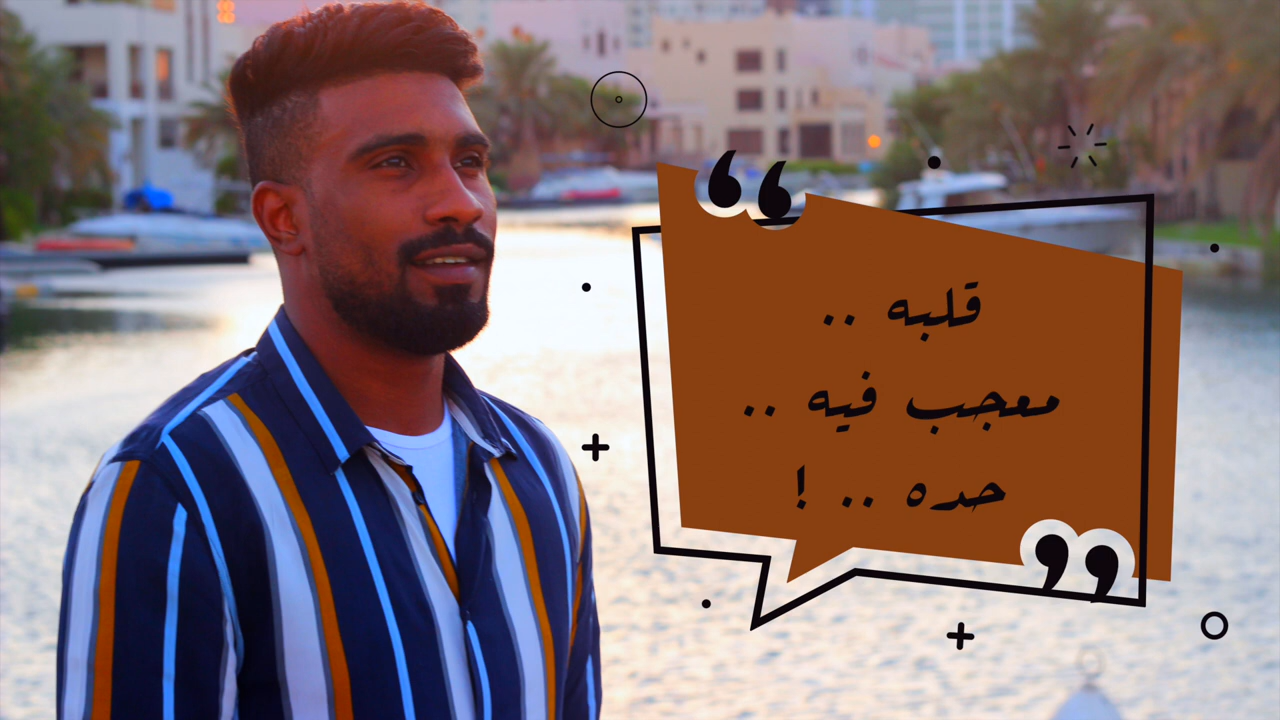 قلبه ..
معجب فيه ..
حده .. !